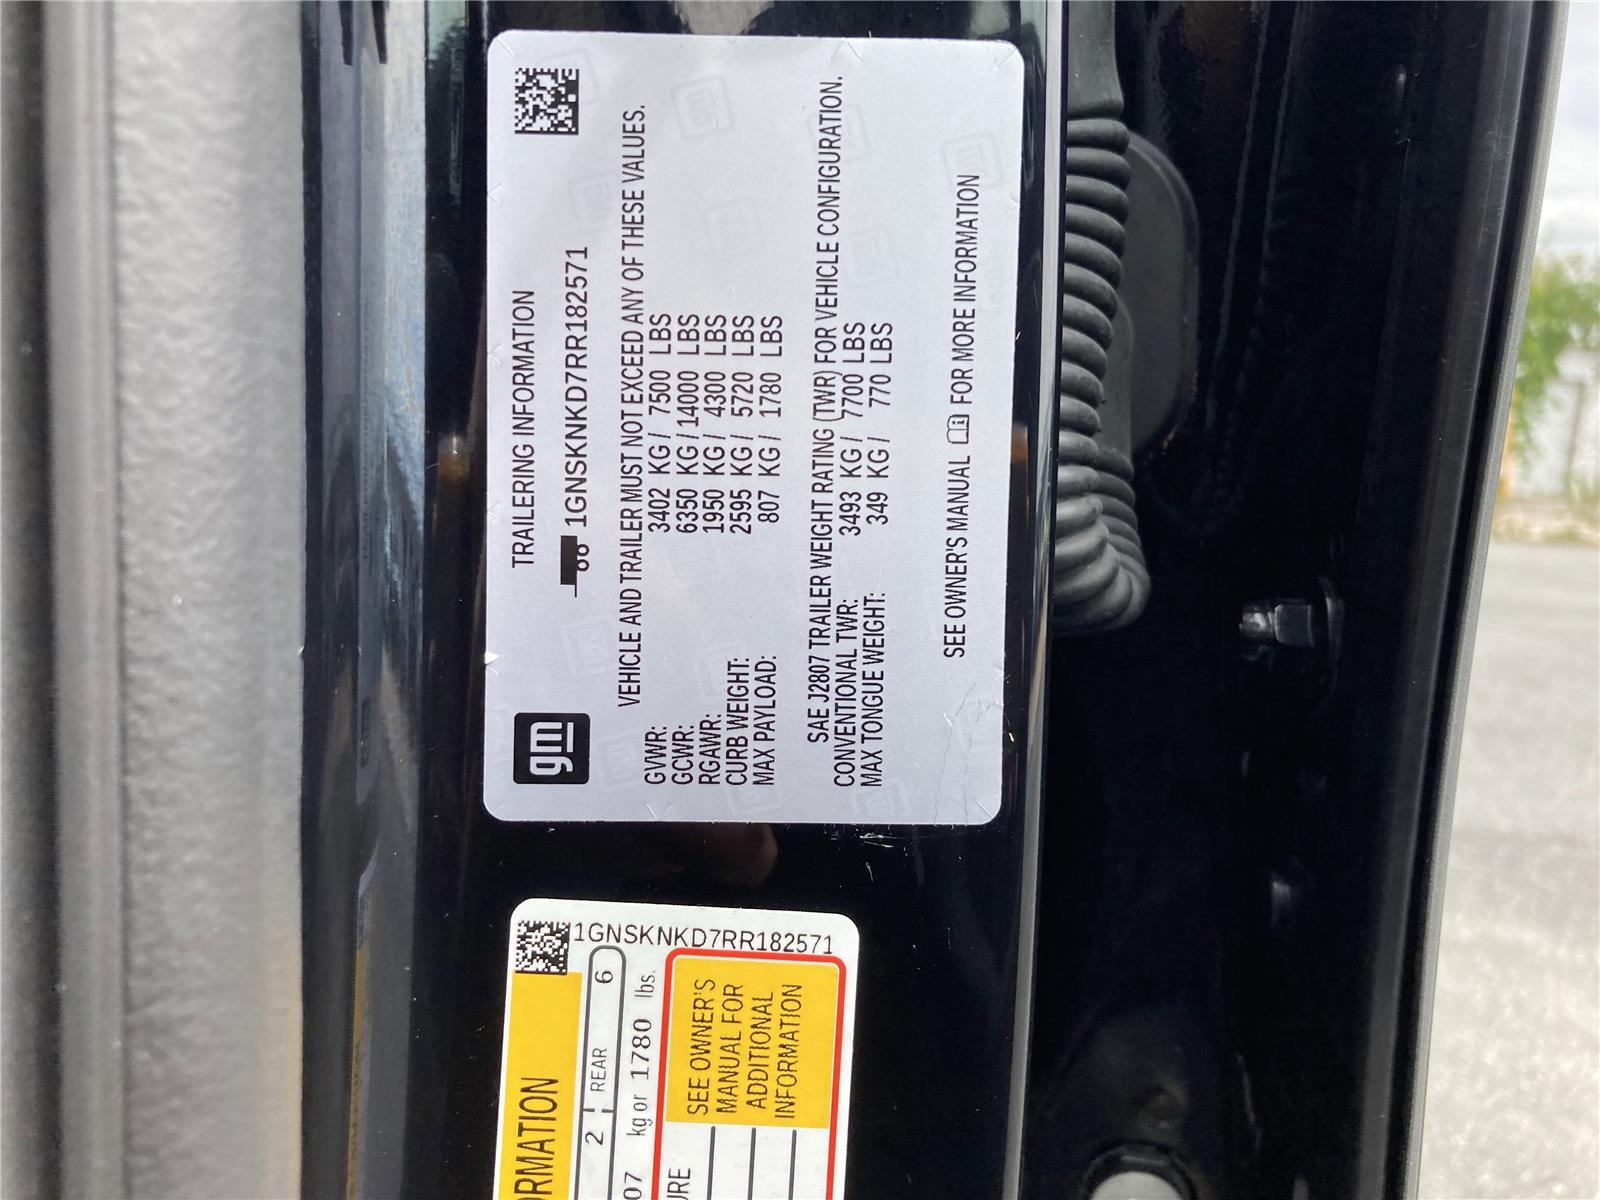 gm
TRAILERING INFORMATION
1GNSKNKD7RR182571
VEHICLE AND TRAILER MUST NOT EXCEED ANY OF THESE VALUES.
GVWR: 3402 KG / 7500 LBS
GCWR: 6350 KG / 14000 LBS
RGAWR: 1950 KG / 4300 LBS
CURB WEIGHT: 2595 KG / 5720 LBS
MAX PAYLOAD: 807 KG / 1780 LBS
SAE J2807 TRAILER WEIGHT RATING (TWR) FOR VEHICLE CONFIGURATION.
CONVENTIONAL TWR: 3493 KG / 7700 LBS
MAX TONGUE WEIGHT: 349 KG / 770 LBS
SEE OWNER'S MANUAL FOR MORE INFORMATION
ORMATION
2 REAR 6
07 kg or 1780 lbs.
URE
SEE OWNER'S
MANUAL FOR
ADDITIONAL
INFORMATION
1GNSKNKD7RR182571